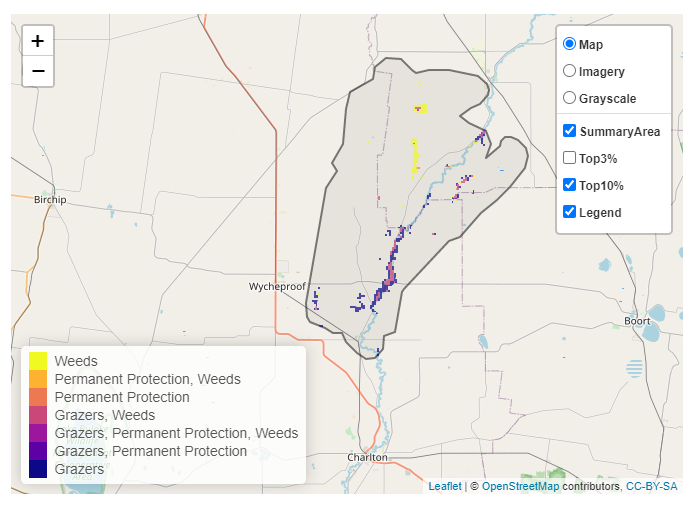 +
−
Map
Imagery
Grayscale
SummaryArea
Top3%
Top10%
Legend
Birchip
Wycheproof
Boort
Weeds
Permanent Protection, Weeds
Permanent Protection
Grazers, Weeds
Grazers, Permanent Protection, Weeds
Grazers, Permanent Protection
Grazers
Area
Charlton
Leaflet | © OpenStreetMap contributors, CC-BY-SA